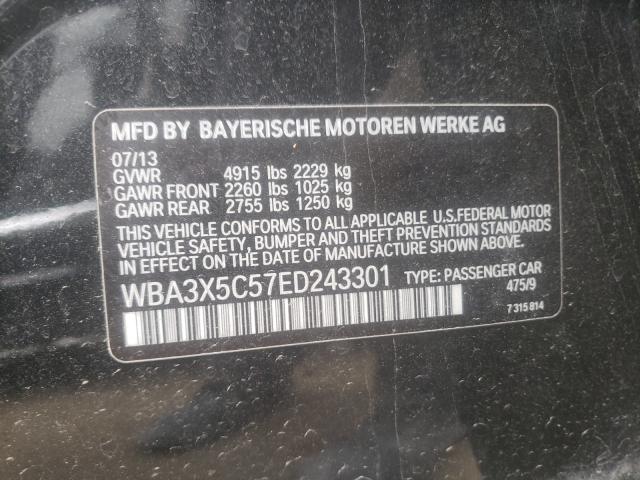 MFD BY BAYERISCHE MOTOREN WERKE AG
07/13
GVWR 4915 lbs 2229 kg
GAWR FRONT 2260 lbs 1025 kg
GAWR REAR 2755 lbs 1250 kg
THIS VEHICLE CONFORMS TO ALL APPLICABLE U.S.FEDERAL MOTOR
VEHICLE SAFETY, BUMPER AND THEFT PREVENTION STANDARDS
IN EFFECT ON THE DATE OF MANUFACTURE SHOWN ABOVE.
WBA3X5C57ED243301 TYPE: PASSENGER CAR
475/9
7 315 814